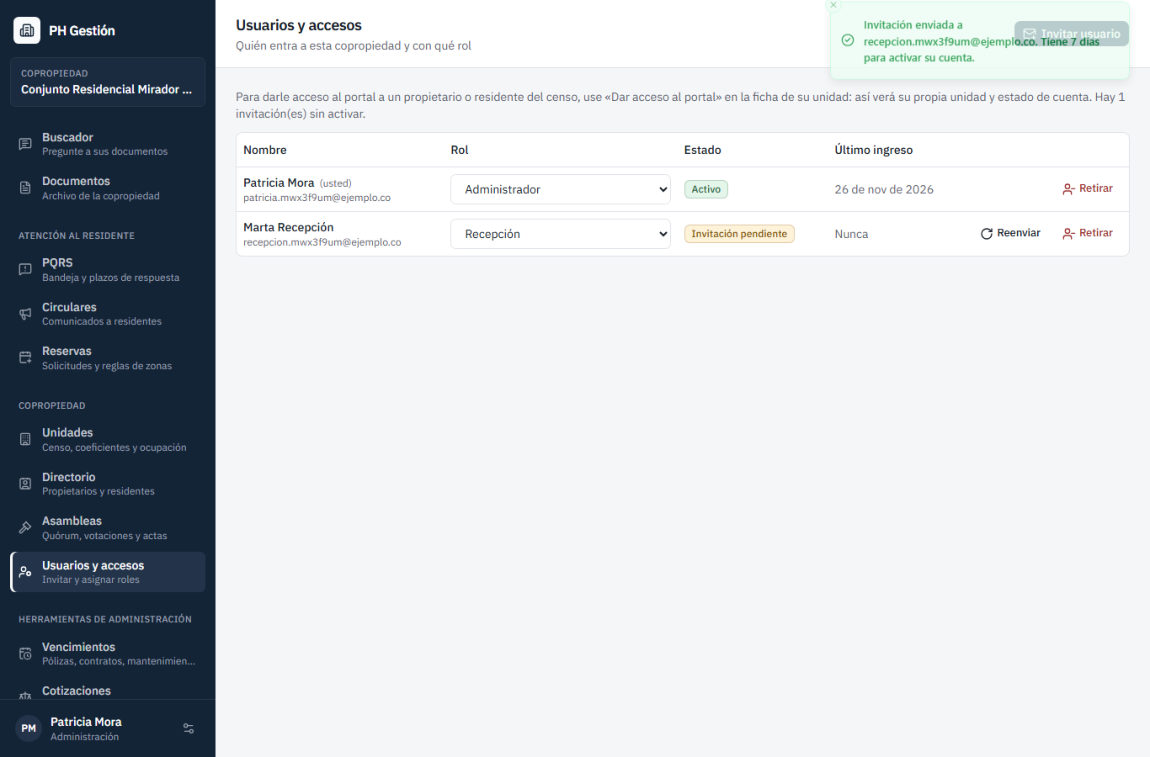 PH Gestión
COPROPIEDAD
Conjunto Residencial Mirador ...
Buscador
Pregunte a sus documentos
Documentos
Archivo de la copropiedad
ATENCIÓN AL RESIDENTE
PQRS
Bandeja y plazos de respuesta
Circulares
Comunicados a residentes
Reservas
Solicitudes y reglas de zonas
COPROPIEDAD
Unidades
Censo, coeficientes y ocupación
Directorio
Propietarios y residentes
Asambleas
Quórum, votaciones y actas
Usuarios y accesos
Invitar y asignar roles
HERRAMIENTAS DE ADMINISTRACIÓN
Vencimientos
Pólizas, contratos, mantenimien...
Cotizaciones
PM
Patricia Mora
Administración
Usuarios y accesos
Quién entra a esta copropiedad y con qué rol
Invitar usuario
Invitación enviada a
recepcion.mwx3f9um@ejemplo.co. Tiene 7 días
para activar su cuenta.
Para darle acceso al portal a un propietario o residente del censo, use «Dar acceso al portal» en la ficha de su unidad: así verá su propia unidad y estado de cuenta. Hay 1
invitación(es) sin activar.
Nombre Rol Estado Último ingreso
Patricia Mora (usted)
patricia.mwx3f9um@ejemplo.co
Administrador Activo 26 de nov de 2026 Retirar
Marta Recepción
recepcion.mwx3f9um@ejemplo.co
Recepción Invitación pendiente Nunca Reenviar Retirar